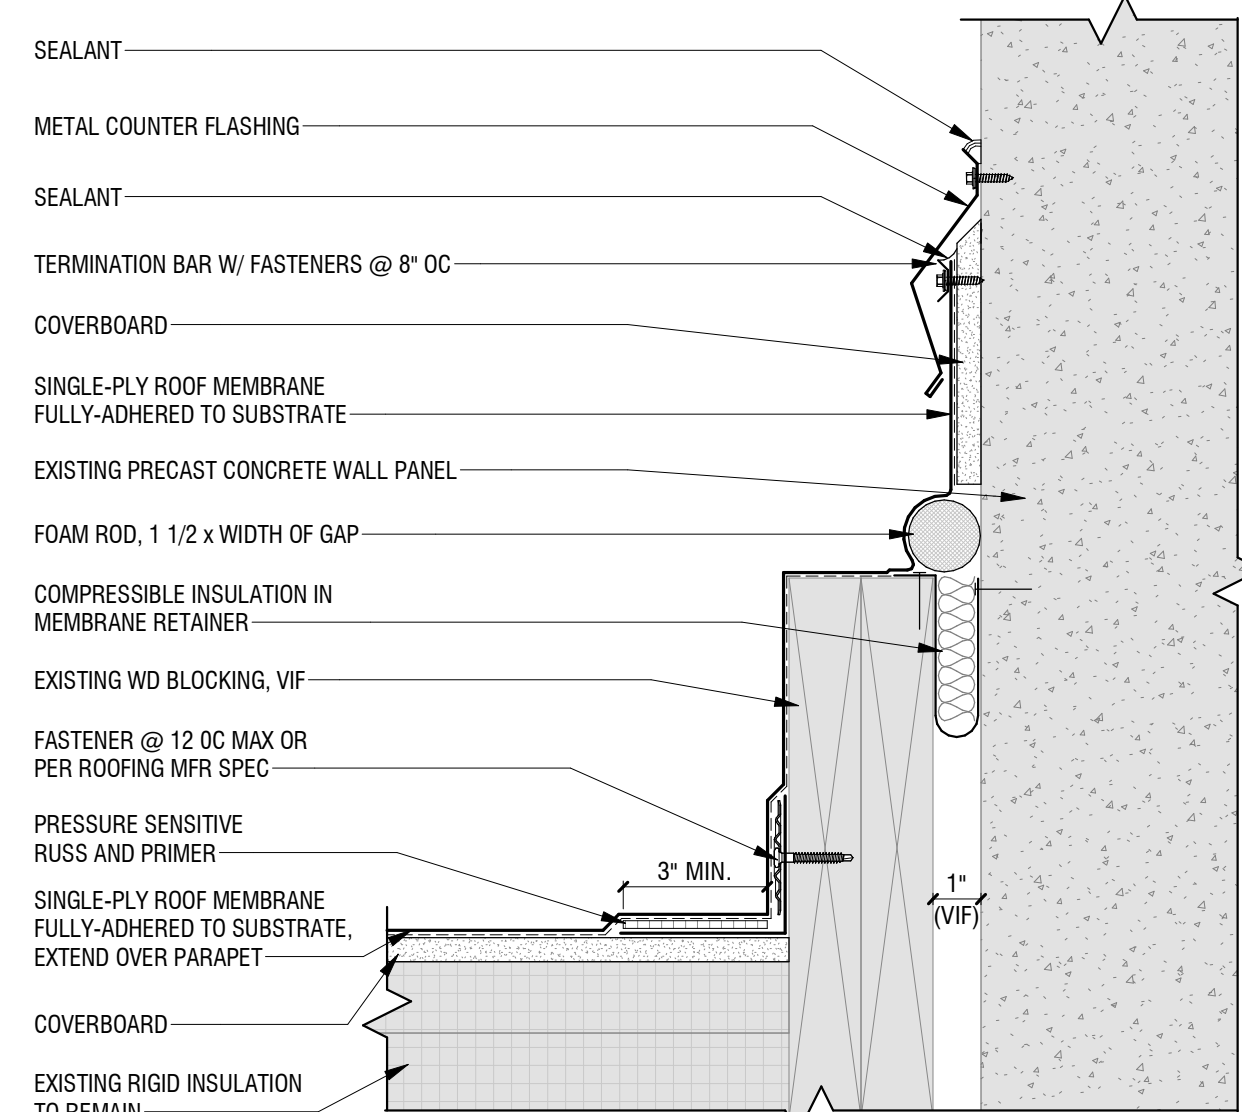 SEALANT
METAL COUNTER FLASHING
SEALANT
TERMINATION BAR W/ FASTENERS @ 8" OC
COVERBOARD
SINGLE-PLY ROOF MEMBRANE
FULLY-ADHERED TO SUBSTRATE
EXISTING PRECAST CONCRETE WALL PANEL
FOAM ROD, 1 1/2 x WIDTH OF GAP
COMPRESSIBLE INSULATION IN
MEMBRANE RETAINER
EXISTING WD BLOCKING, VIF
FASTENER @ 12 OC MAX OR
PER ROOFING MFR SPEC
PRESSURE SENSITIVE
RUSS AND PRIMER
3" MIN.
1"
(VIF)
SINGLE-PLY ROOF MEMBRANE
FULLY-ADHERED TO SUBSTRATE,
EXTEND OVER PARAPET
COVERBOARD
EXISTING RIGID INSULATION
TO REMAIN